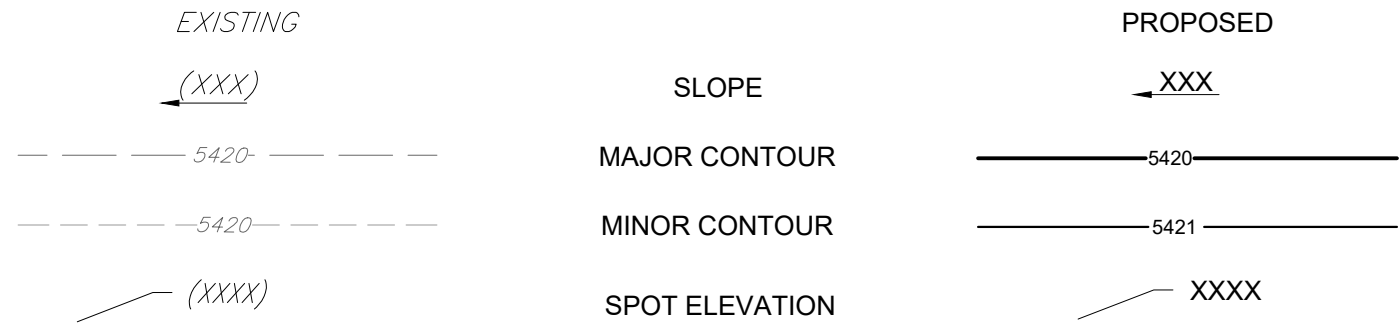 EXISTING PROPOSED
(XXX) SLOPE XXX
5420 MAJOR CONTOUR 5420
5420 MINOR CONTOUR 5421
(XXXX) SPOT ELEVATION XXXX